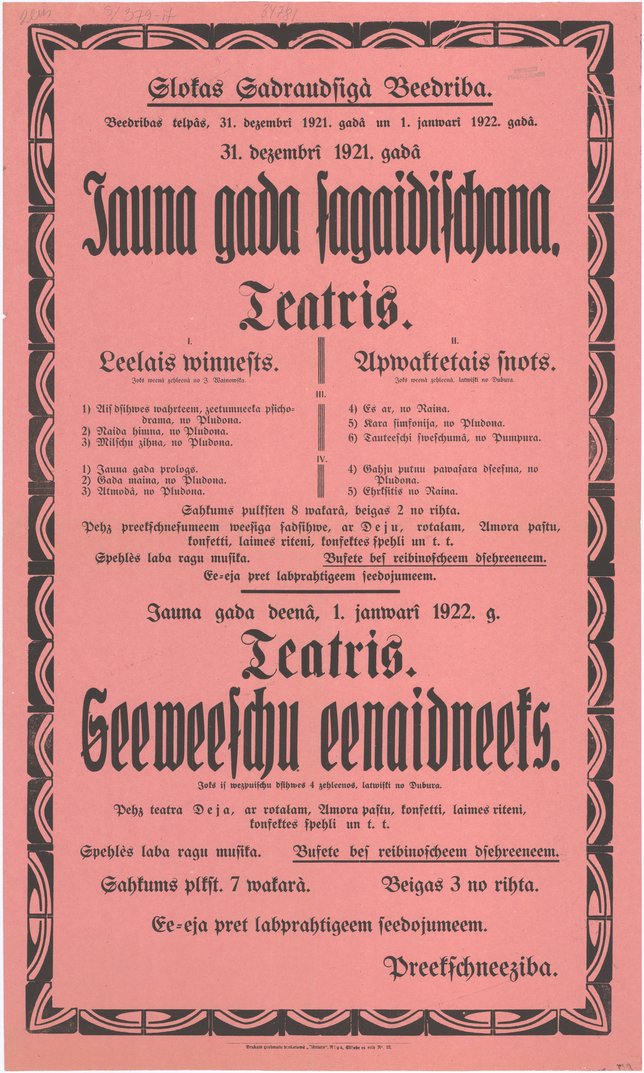 Slokas Sadraudsigà Beedriba.
Beedribas telpâs, 31. dezembrî 1921. gadâ un 1. janwarî 1922. gadâ.
31. dezembrî 1921. gadâ
Jauna gada ſagaidiſchana.
Teatris.
I.
Leelais winneſts.
Joks weenâ zehleenâ no J. Wainowſka.
II.
Apwaktetais ſnots.
Joks weenâ zehleenâ, latwiſki no Dubura.
III.
1) Aiſ dſihwes wahrteem, zeetumneeka pſicho-
drama, no Pludona.
2) Naida himna, no Pludona.
3) Milſchu zihna, no Pludona.
4) Es ar, no Raina.
5) Kara ſimfonija, no Pludona.
6) Tauteeſchi ſweſchumâ, no Pumpura.
IV.
1) Jauna gada prologs.
2) Gada maina, no Pludona.
3) Atmodâ, no Pludona.
4) Gahju putnu pawaſara dſeeſma, no
Pludona.
5) Ehrkſitis no Raina.
Sahkums pulkſten 8 wakarâ, beigas 2 no rihta.
Pehz preekſchneſumeem weeſiga ſadſihwe, ar Deju, rotaļam, Amora paſtu,
konfetti, laimes riteni, konfektes ſpehli un t. t.
Spehlès laba ragu muſika.
Bufete beſ reibinoſcheem dſehreeneem.
Ee=eja pret labprahtigeem ſeedojumeem.
Jauna gada deenâ, 1. janwarî 1922. g.
Teatris.
Seeweeſchu eenaidneeks.
Joks iſ wezpuiſchu dſihwes 4 zehleenos, latwiſki no Dubura.
Pehz teatra Deja, ar rotaļam, Amora paſtu, konfetti, laimes riteni,
konfektes ſpehli un t. t.
Spehlès laba ragu muſika.
Bufete beſ reibinoſcheem dſehreeneem.
Sahkums plkſt. 7 wakarà.
Beigas 3 no rihta.
Ee=eja pret labprahtigeem ſeedojumeem.
Preekſchneeziba.